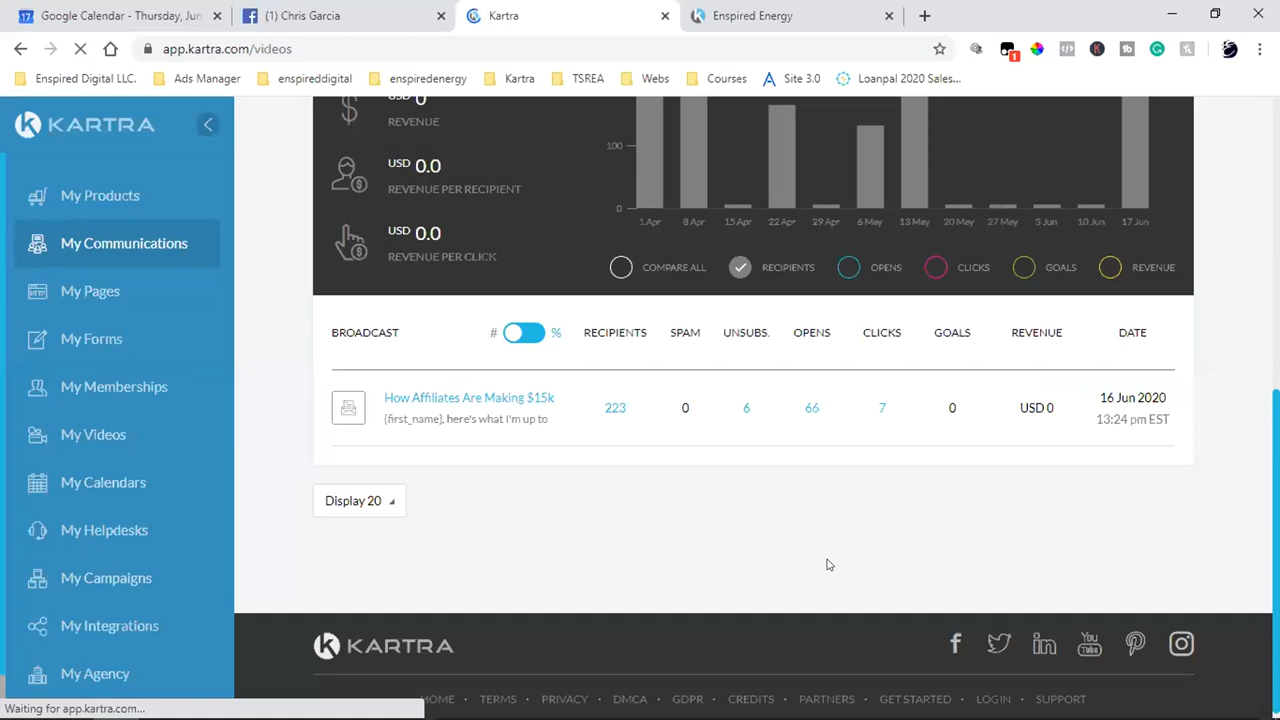 17 Google Calendar - Thursday, Jun
(1) Chris Garcia
Kartra
Enspired Energy
app.kartra.com/videos
1
Enspired Digital LLC.
Ads Manager
enspireddigital
enspiredenergy
Kartra
TSREA
Webs
Courses
Site 3.0
Loanpal 2020 Sales...
KARTRA
My Products
My Communications
My Pages
My Forms
My Memberships
My Videos
My Calendars
My Helpdesks
My Campaigns
My Integrations
My Agency
USD 0
REVENUE
USD 0.0
REVENUE PER RECIPIENT
USD 0.0
REVENUE PER CLICK
100
0
1 Apr 8 Apr 15 Apr 22 Apr 29 Apr 6 May 13 May 20 May 27 May 3 Jun 10 Jun 17 Jun
COMPARE ALL RECIPIENTS OPENS CLICKS GOALS REVENUE
BROADCAST # % RECIPIENTS SPAM UNSUBS. OPENS CLICKS GOALS REVENUE DATE
How Affiliates Are Making $15k 223 0 6 66 7 0 USD 0 16 Jun 2020
{first_name}, here's what I'm up to 13:24 pm EST
Display 20
KARTRA
You
Tube
HOME · TERMS · PRIVACY · DMCA · GDPR · CREDITS · PARTNERS · GET STARTED · LOGIN · SUPPORT
Waiting for app.kartra.com...